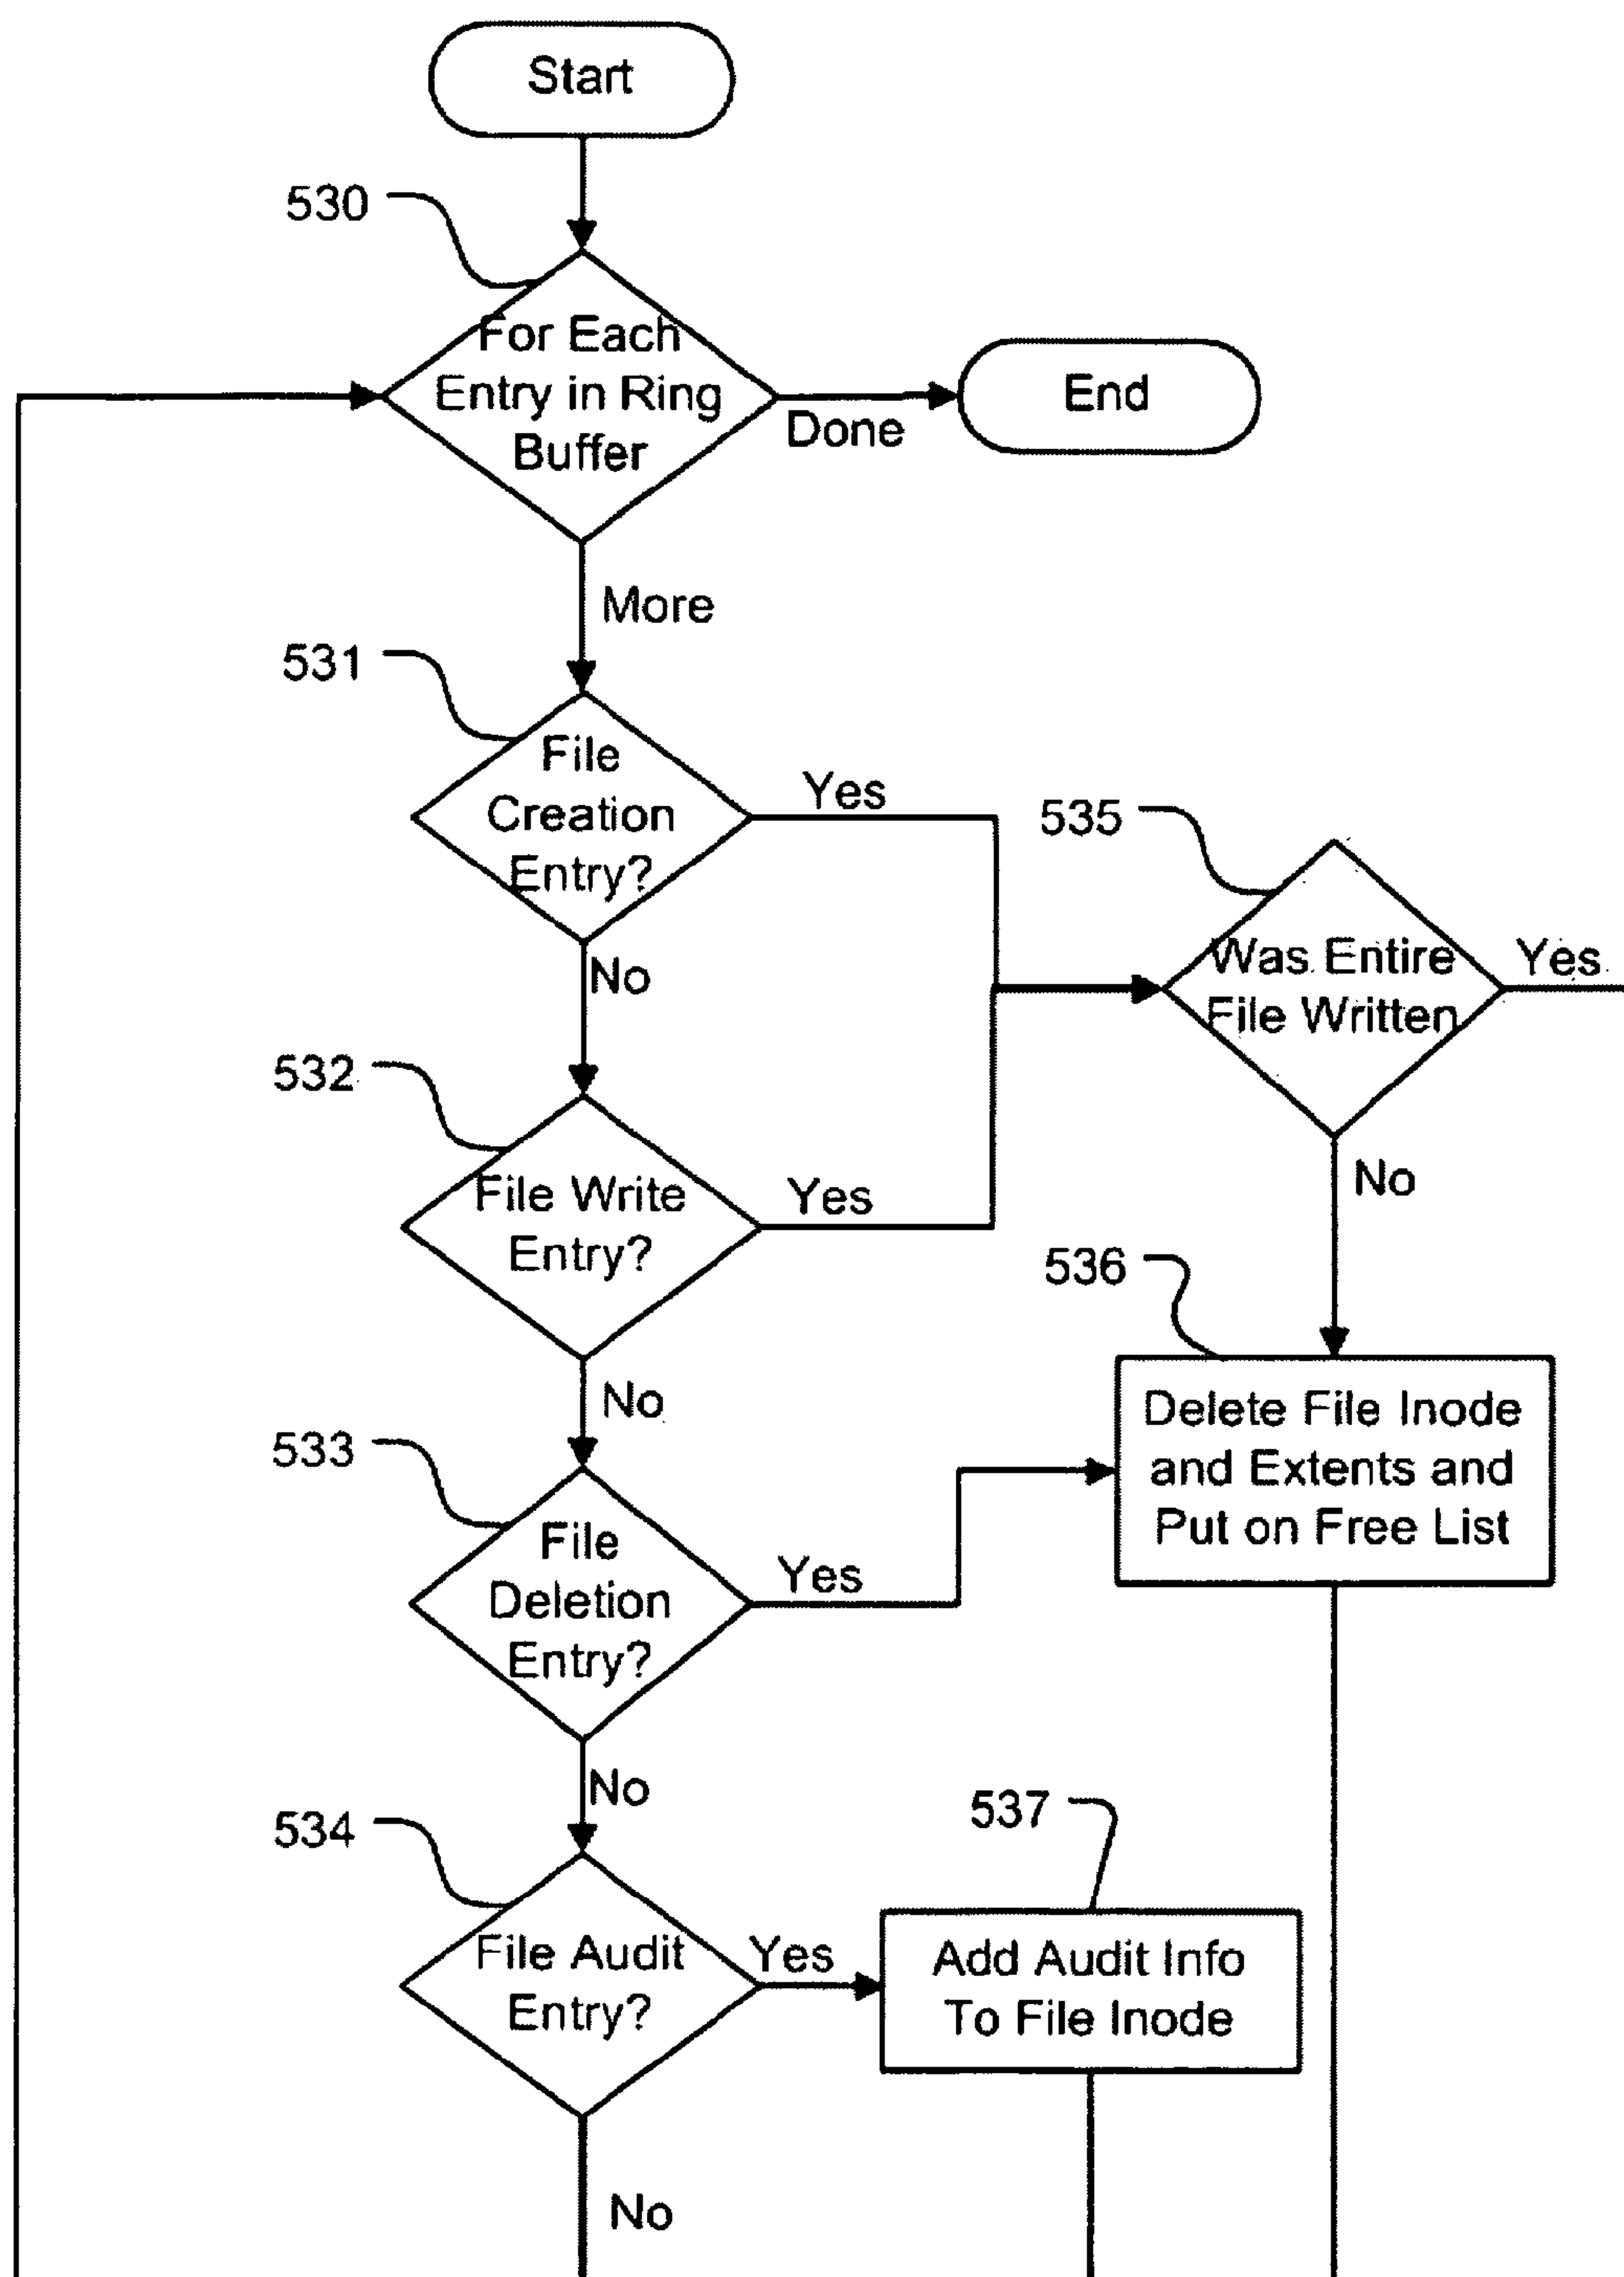 Start
530
For Each
Entry in Ring
Buffer
Done
End
More
531
File
Creation
Entry?
Yes
No
535
Was Entire
File Written
Yes
No
532
File Write
Entry?
Yes
No
536
Delete File Inode
and Extents and
Put on Free List
533
File
Deletion
Entry?
Yes
No
534
File Audit
Entry?
Yes
537
Add Audit Info
To File Inode
No